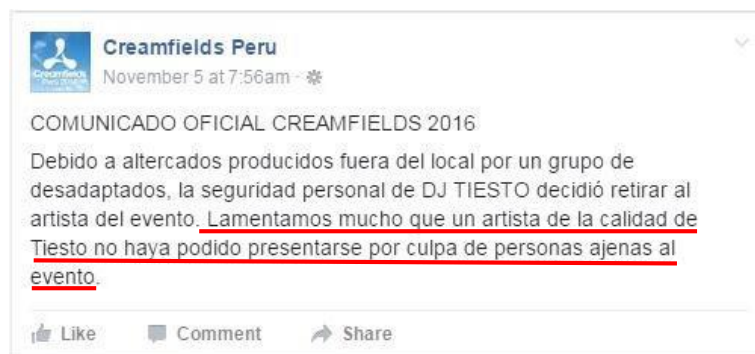 Creamfields Peru
November 5 at 7:56am ·
COMUNICADO OFICIAL CREAMFIELDS 2016
Debido a altercados producidos fuera del local por un grupo de
desadaptados, la seguridad personal de DJ TIESTO decidió retirar al
artista del evento. Lamentamos mucho que un artista de la calidad de
Tiesto no haya podido presentarse por culpa de personas ajenas al
evento.
Like Comment Share